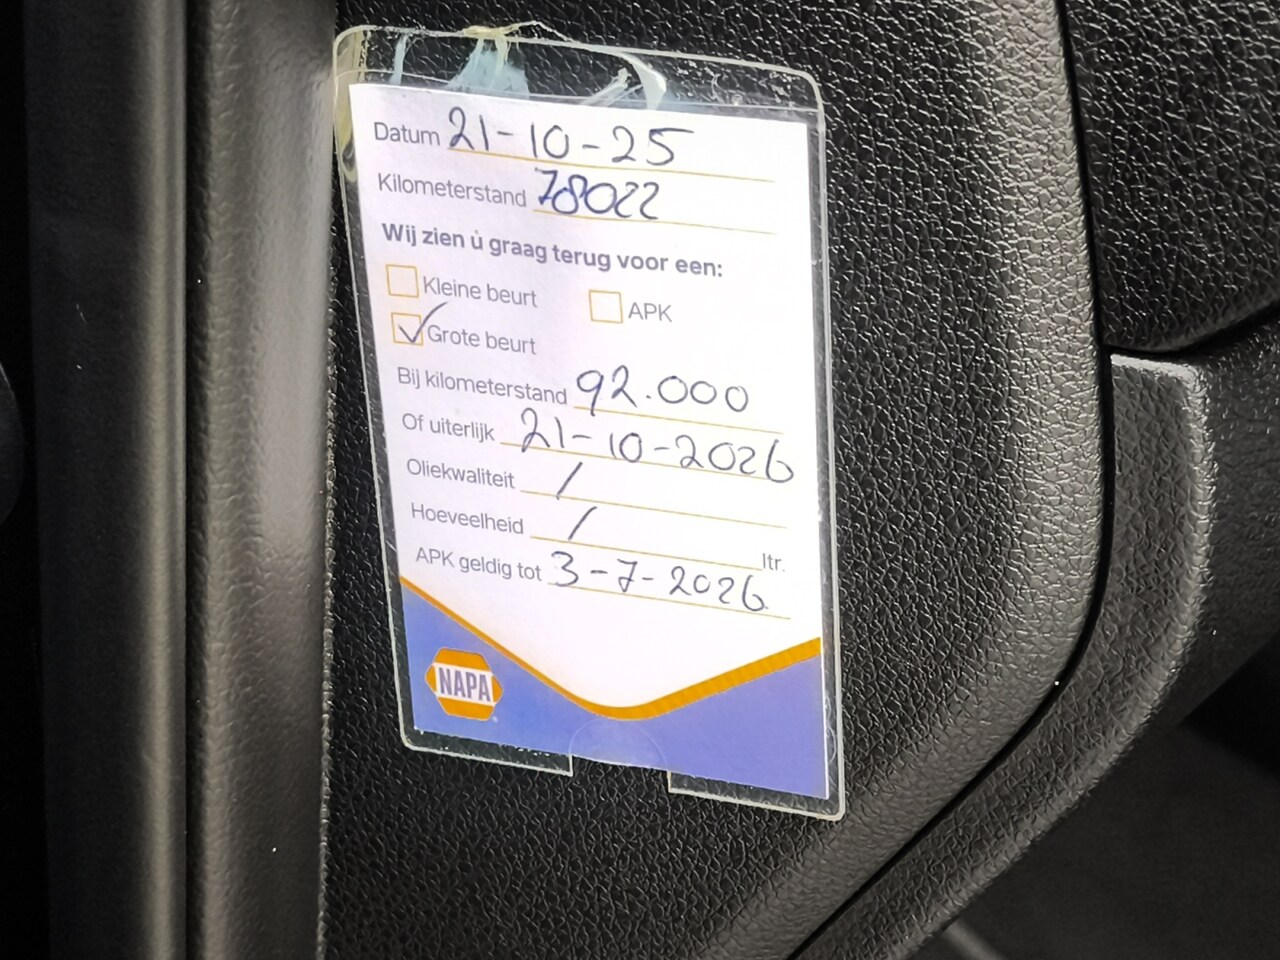 Datum 21-10-25
Kilometerstand 78022
Wij zien ù graag terug voor een:
Kleine beurt APK
Grote beurt
Bij kilometerstand 92.000
Of uiterlijk 21-10-2026
Oliekwaliteit /
Hoeveelheid / ltr.
APK geldig tot 3-7-2026
NAPA